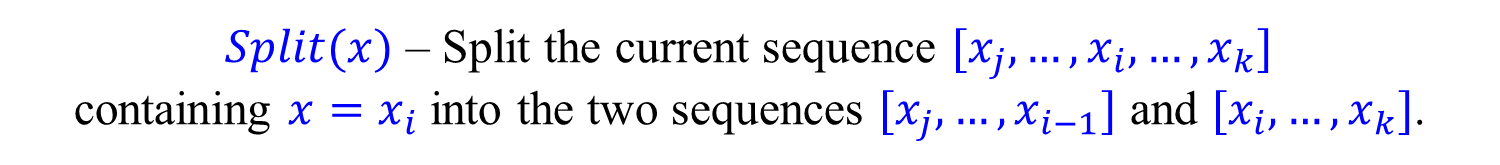 Split(x) – Split the current sequence [x_j, … , x_i, … , x_k]
containing x = x_i into the two sequences [x_j, … , x_{i−1}] and [x_i, … , x_k].